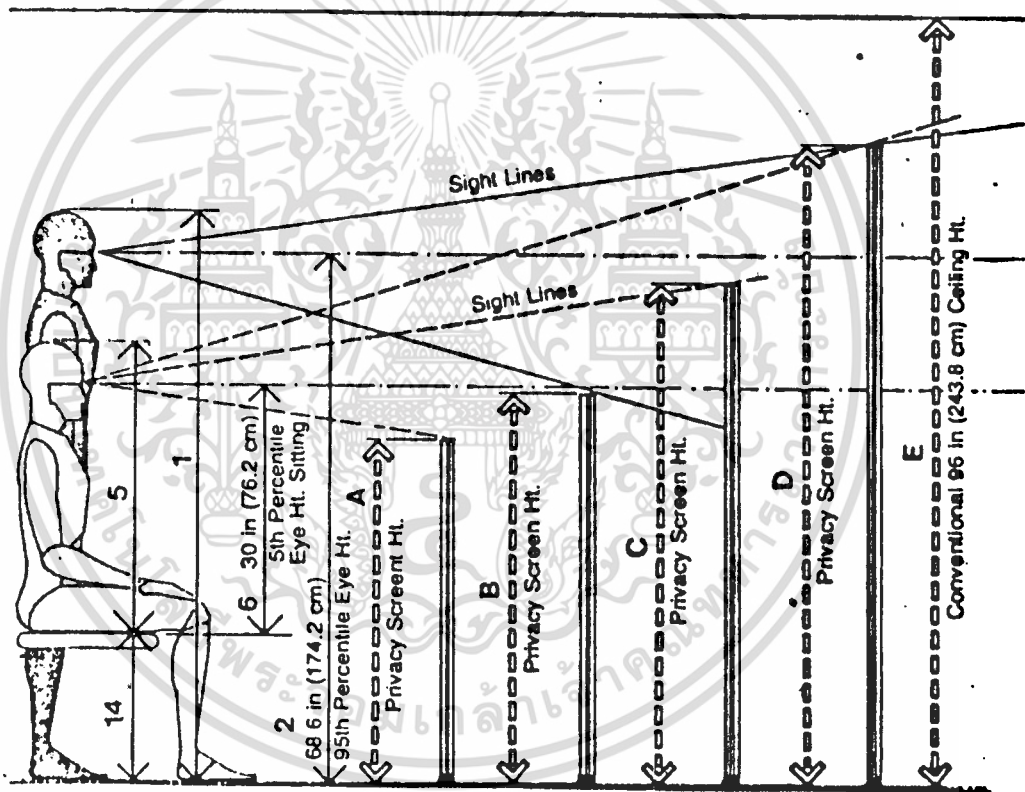 Sight Lines
Sight Lines
1
5
6
30 in (76.2 cm)
5th Percentile
Eye Ht. Sitting
14
2
68 6 in (174.2 cm)
95th Percentile Eye Ht.
A
Privacy Screent Ht.
B
Privacy Screen Ht.
C
Privacy Screen Ht.
D
Privacy Screen Ht.
E
Conventional 96 in (243.8 cm) Ceiling Ht.